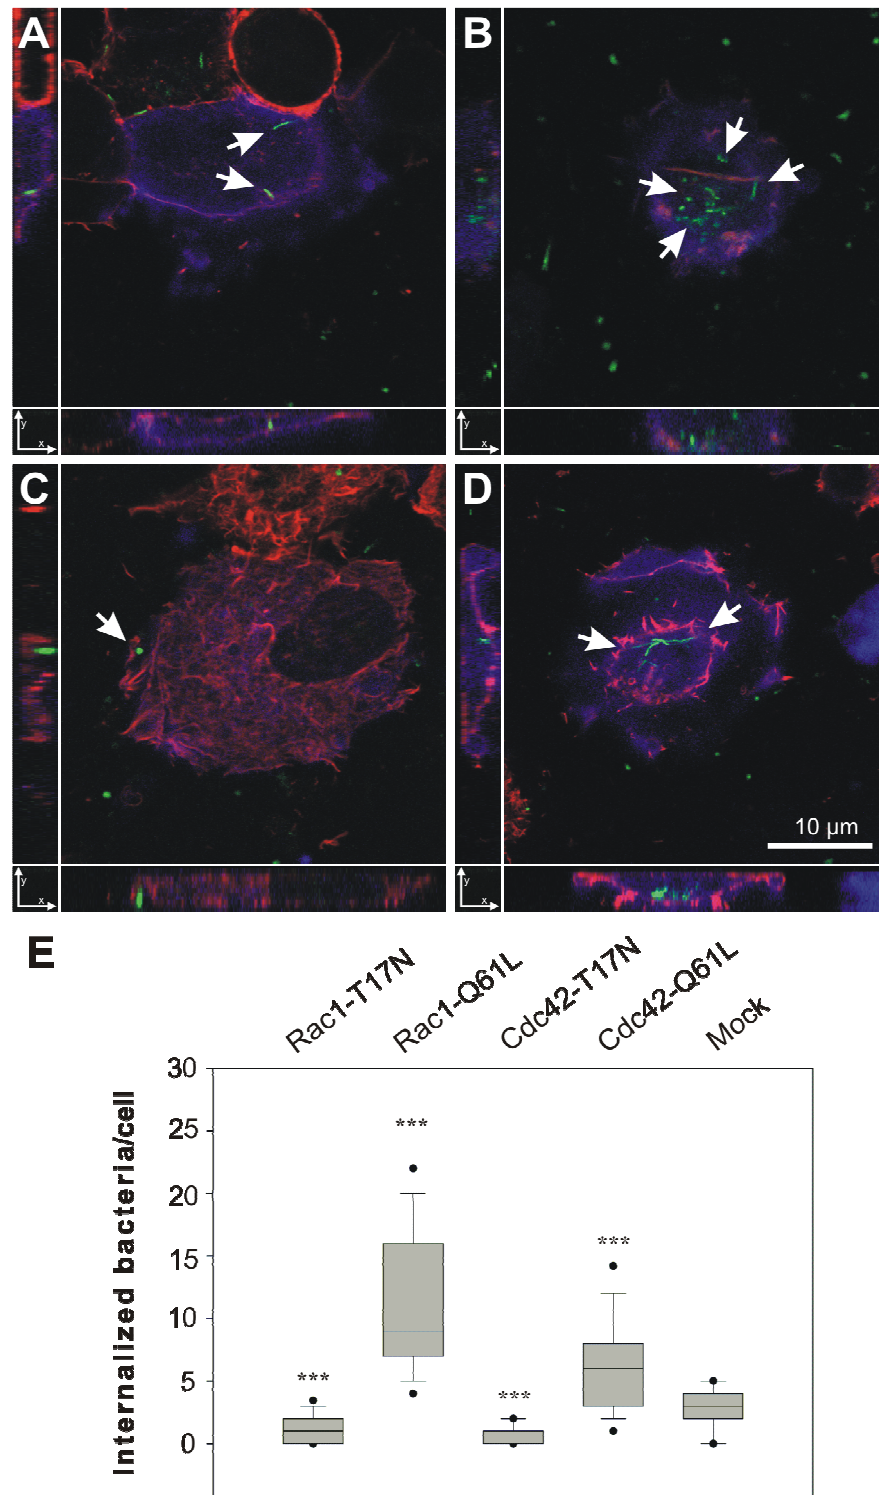 A
B
y
x
y
x
C
D
10 µm
y
x
y
x
E
Rac1-T17N
Rac1-Q61L
Cdc42-T17N
Cdc42-Q61L
Mock
Internalized bacteria/cell
30
25
20
15
10
5
0
***
***
***
***